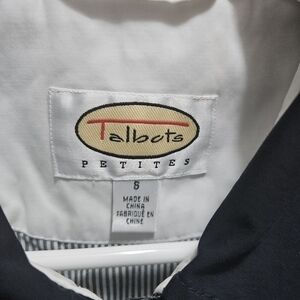 Talbots
PETITES
6
MADE IN
CHINA
FABRIQUÉ EN
CHINE